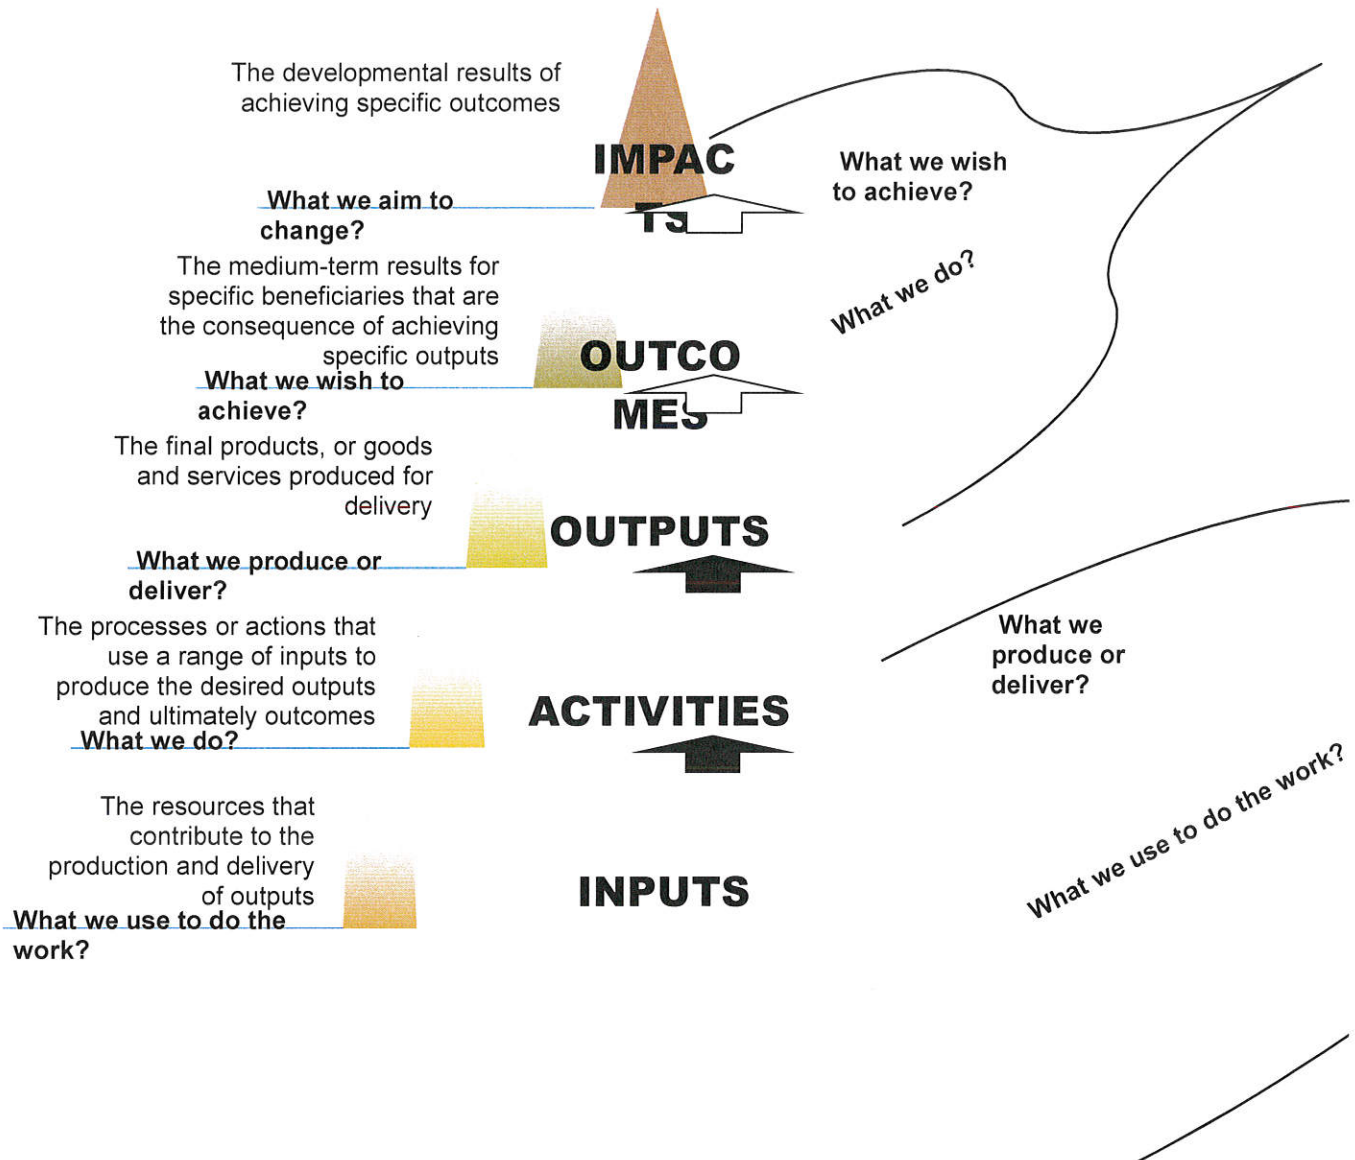 The developmental results of
achieving specific outcomes
IMPAC
TS
What we aim to
change?
What we wish
to achieve?
The medium-term results for
specific beneficiaries that are
the consequence of achieving
specific outputs
What we do?
OUTCO
MES
What we wish to
achieve?
The final products, or goods
and services produced for
delivery
OUTPUTS
What we produce or
deliver?
The processes or actions that
use a range of inputs to
produce the desired outputs
and ultimately outcomes
What we
produce or
deliver?
ACTIVITIES
What we do?
The resources that
contribute to the
production and delivery
of outputs
INPUTS
What we use to do the work?
What we use to do the
work?